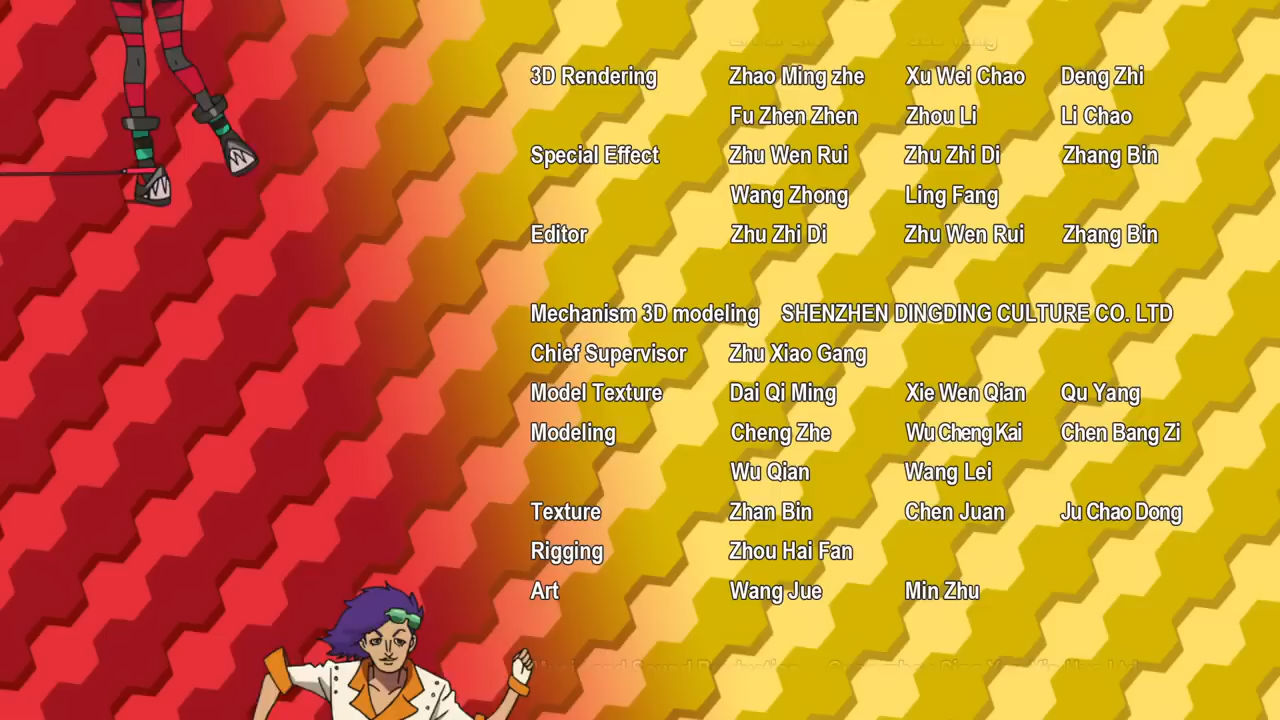 3D Rendering Zhao Ming zhe Xu Wei Chao Deng Zhi
Fu Zhen Zhen Zhou Li Li Chao
Special Effect Zhu Wen Rui Zhu Zhi Di Zhang Bin
Wang Zhong Ling Fang
Editor Zhu Zhi Di Zhu Wen Rui Zhang Bin
Mechanism 3D modeling SHENZHEN DINGDING CULTURE CO. LTD
Chief Supervisor Zhu Xiao Gang
Model Texture Dai Qi Ming Xie Wen Qian Qu Yang
Modeling Cheng Zhe Wu Cheng Kai Chen Bang Zi
Wu Qian Wang Lei
Texture Zhan Bin Chen Juan Ju Chao Dong
Rigging Zhou Hai Fan
Art Wang Jue Min Zhu